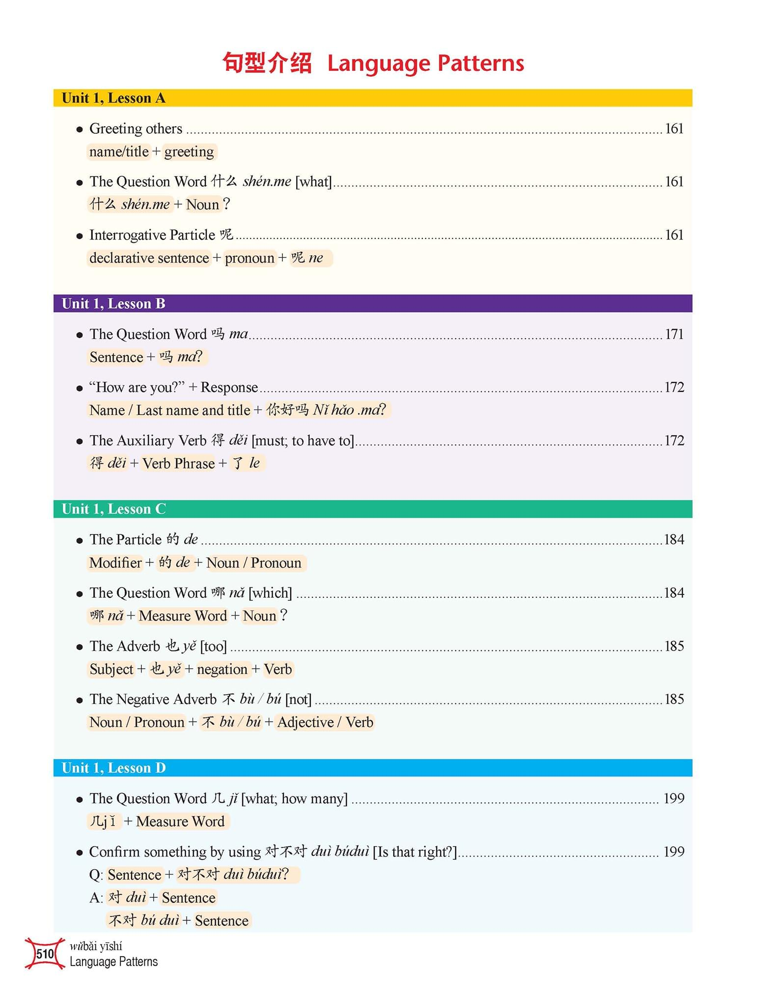 句型介绍 Language Patterns
Unit 1, Lesson A
● Greeting others ........ 161
name/title + greeting
● The Question Word 什么 shén.me [what]........ 161
什么 shén.me + Noun ?
● Interrogative Particle 呢........ 161
declarative sentence + pronoun + 呢 ne
Unit 1, Lesson B
● The Question Word 吗 ma........ 171
Sentence + 吗 ma?
● “How are you?” + Response........ 172
Name / Last name and title + 你好吗 Nǐ hǎo .ma?
● The Auxiliary Verb 得 děi [must; to have to]........ 172
得 děi + Verb Phrase + 了 le
Unit 1, Lesson C
● The Particle 的 de ........ 184
Modifier + 的 de + Noun / Pronoun
● The Question Word 哪 nǎ [which] ........ 184
哪 nǎ + Measure Word + Noun ?
● The Adverb 也 yě [too] ........ 185
Subject + 也 yě + negation + Verb
● The Negative Adverb 不 bù / bú [not] ........ 185
Noun / Pronoun + 不 bù / bú + Adjective / Verb
Unit 1, Lesson D
● The Question Word 几 jǐ [what; how many] ........ 199
几jǐ + Measure Word
● Confirm something by using 对不对 duì búduì [Is that right?]........ 199
Q: Sentence + 对不对 duì búduì?
A: 对 duì + Sentence
不对 bú duì + Sentence
510 wǔbǎi yīshí
Language Patterns